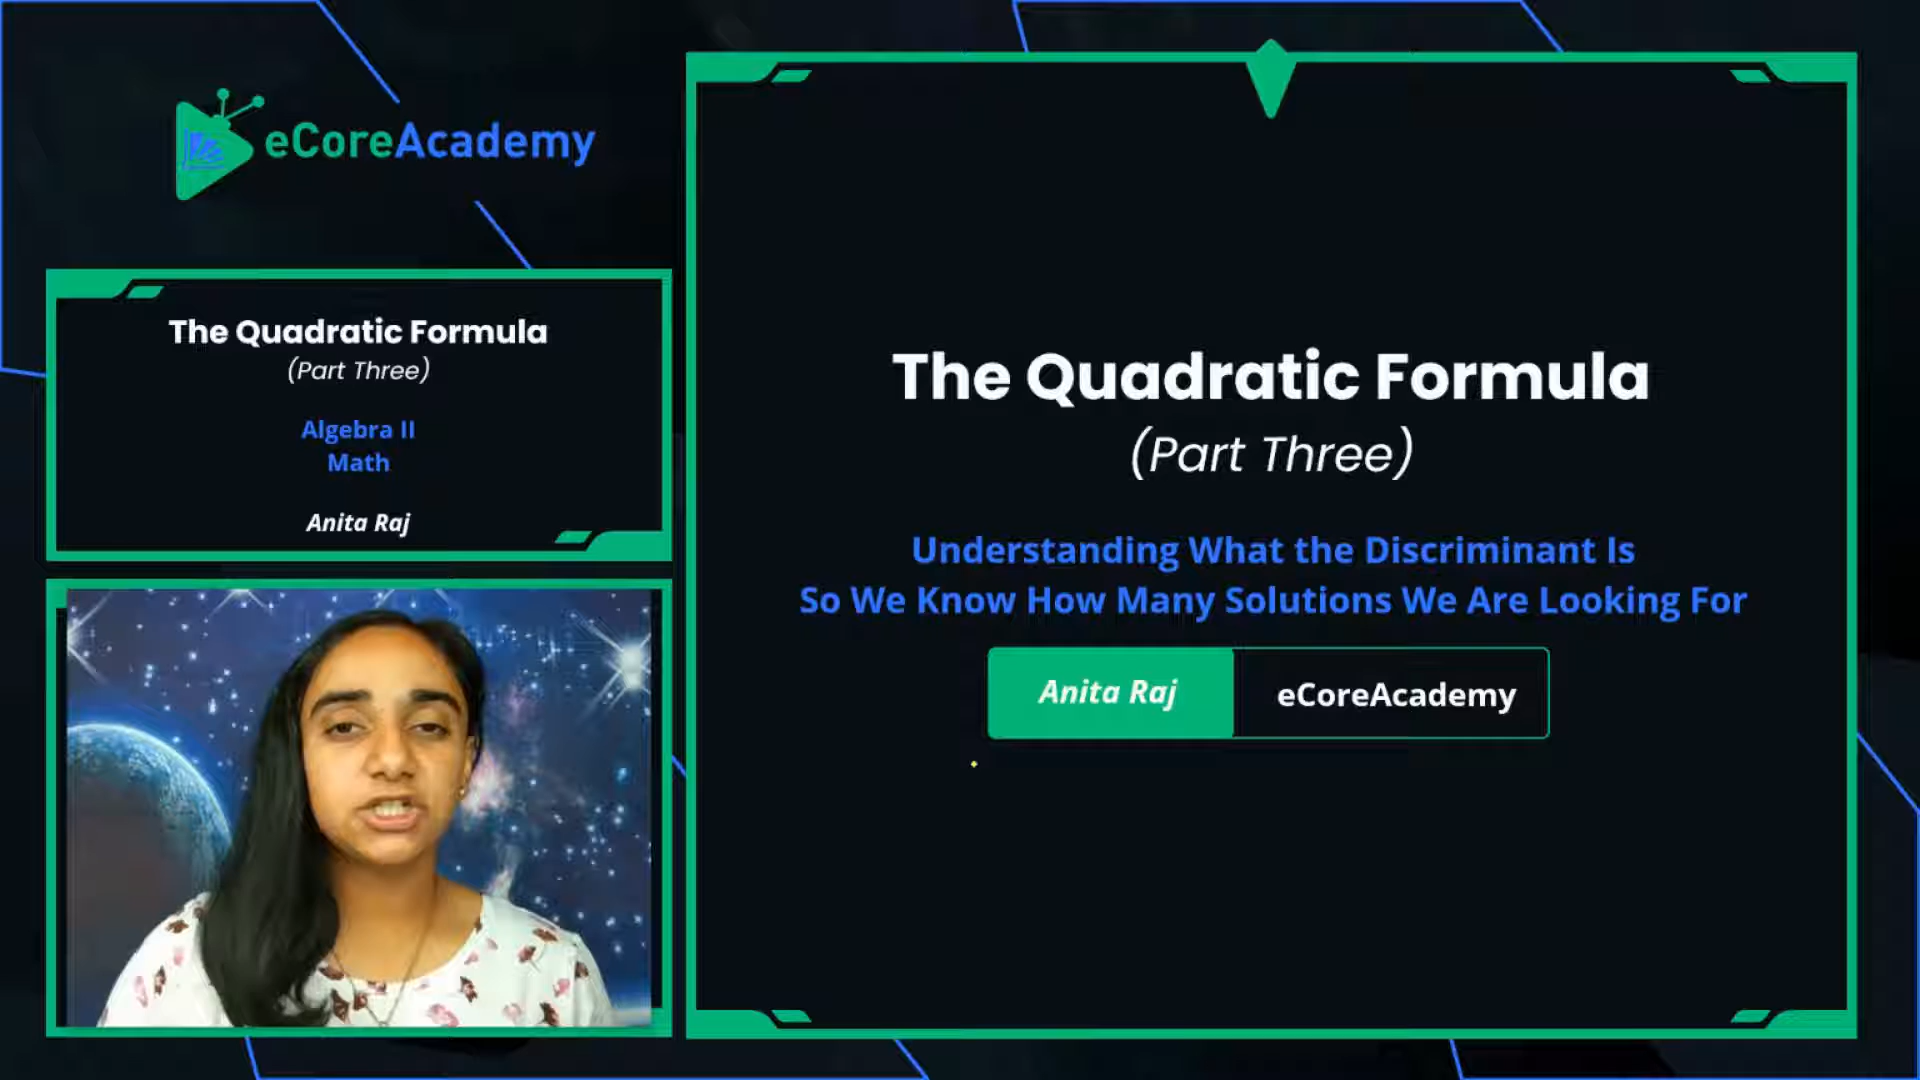 eCoreAcademy
The Quadratic Formula
(Part Three)
Algebra II
Math
Anita Raj
The Quadratic Formula
(Part Three)
Understanding What the Discriminant Is
So We Know How Many Solutions We Are Looking For
Anita Raj
eCoreAcademy